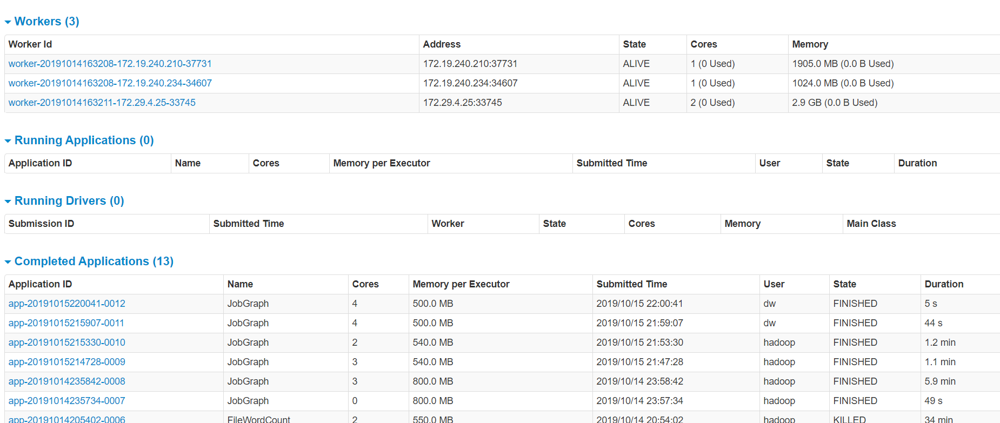 Workers (3)
Worker Id Address State Cores Memory
worker-20191014163208-172.19.240.210-37731 172.19.240.210:37731 ALIVE 1 (0 Used) 1905.0 MB (0.0 B Used)
worker-20191014163208-172.19.240.234-34607 172.19.240.234:34607 ALIVE 1 (0 Used) 1024.0 MB (0.0 B Used)
worker-20191014163211-172.29.4.25-33745 172.29.4.25:33745 ALIVE 2 (0 Used) 2.9 GB (0.0 B Used)
Running Applications (0)
Application ID Name Cores Memory per Executor Submitted Time User State Duration
Running Drivers (0)
Submission ID Submitted Time Worker State Cores Memory Main Class
Completed Applications (13)
Application ID Name Cores Memory per Executor Submitted Time User State Duration
app-20191015220041-0012 JobGraph 4 500.0 MB 2019/10/15 22:00:41 dw FINISHED 5 s
app-20191015215907-0011 JobGraph 4 500.0 MB 2019/10/15 21:59:07 dw FINISHED 44 s
app-20191015215330-0010 JobGraph 2 540.0 MB 2019/10/15 21:53:30 hadoop FINISHED 1.2 min
app-20191015214728-0009 JobGraph 3 540.0 MB 2019/10/15 21:47:28 hadoop FINISHED 1.1 min
app-20191014235842-0008 JobGraph 3 800.0 MB 2019/10/14 23:58:42 hadoop FINISHED 5.9 min
app-20191014235734-0007 JobGraph 0 800.0 MB 2019/10/14 23:57:34 hadoop FINISHED 49 s
app-20191014205402-0006 FileWordCount 2 550.0 MB 2019/10/14 20:54:02 hadoop KILLED 34 min